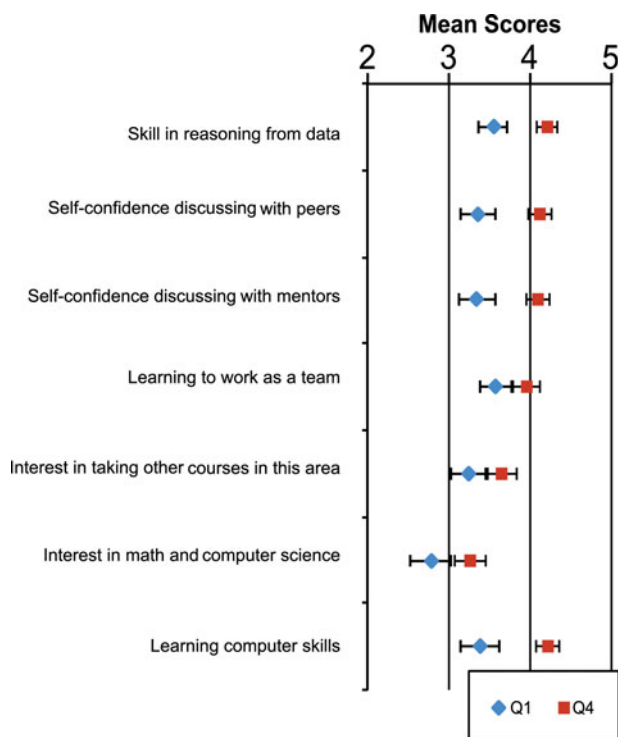 Mean Scores
2 3 4 5
Skill in reasoning from data
Self-confidence discussing with peers
Self-confidence discussing with mentors
Learning to work as a team
Interest in taking other courses in this area
Interest in math and computer science
Learning computer skills
Q1 Q4